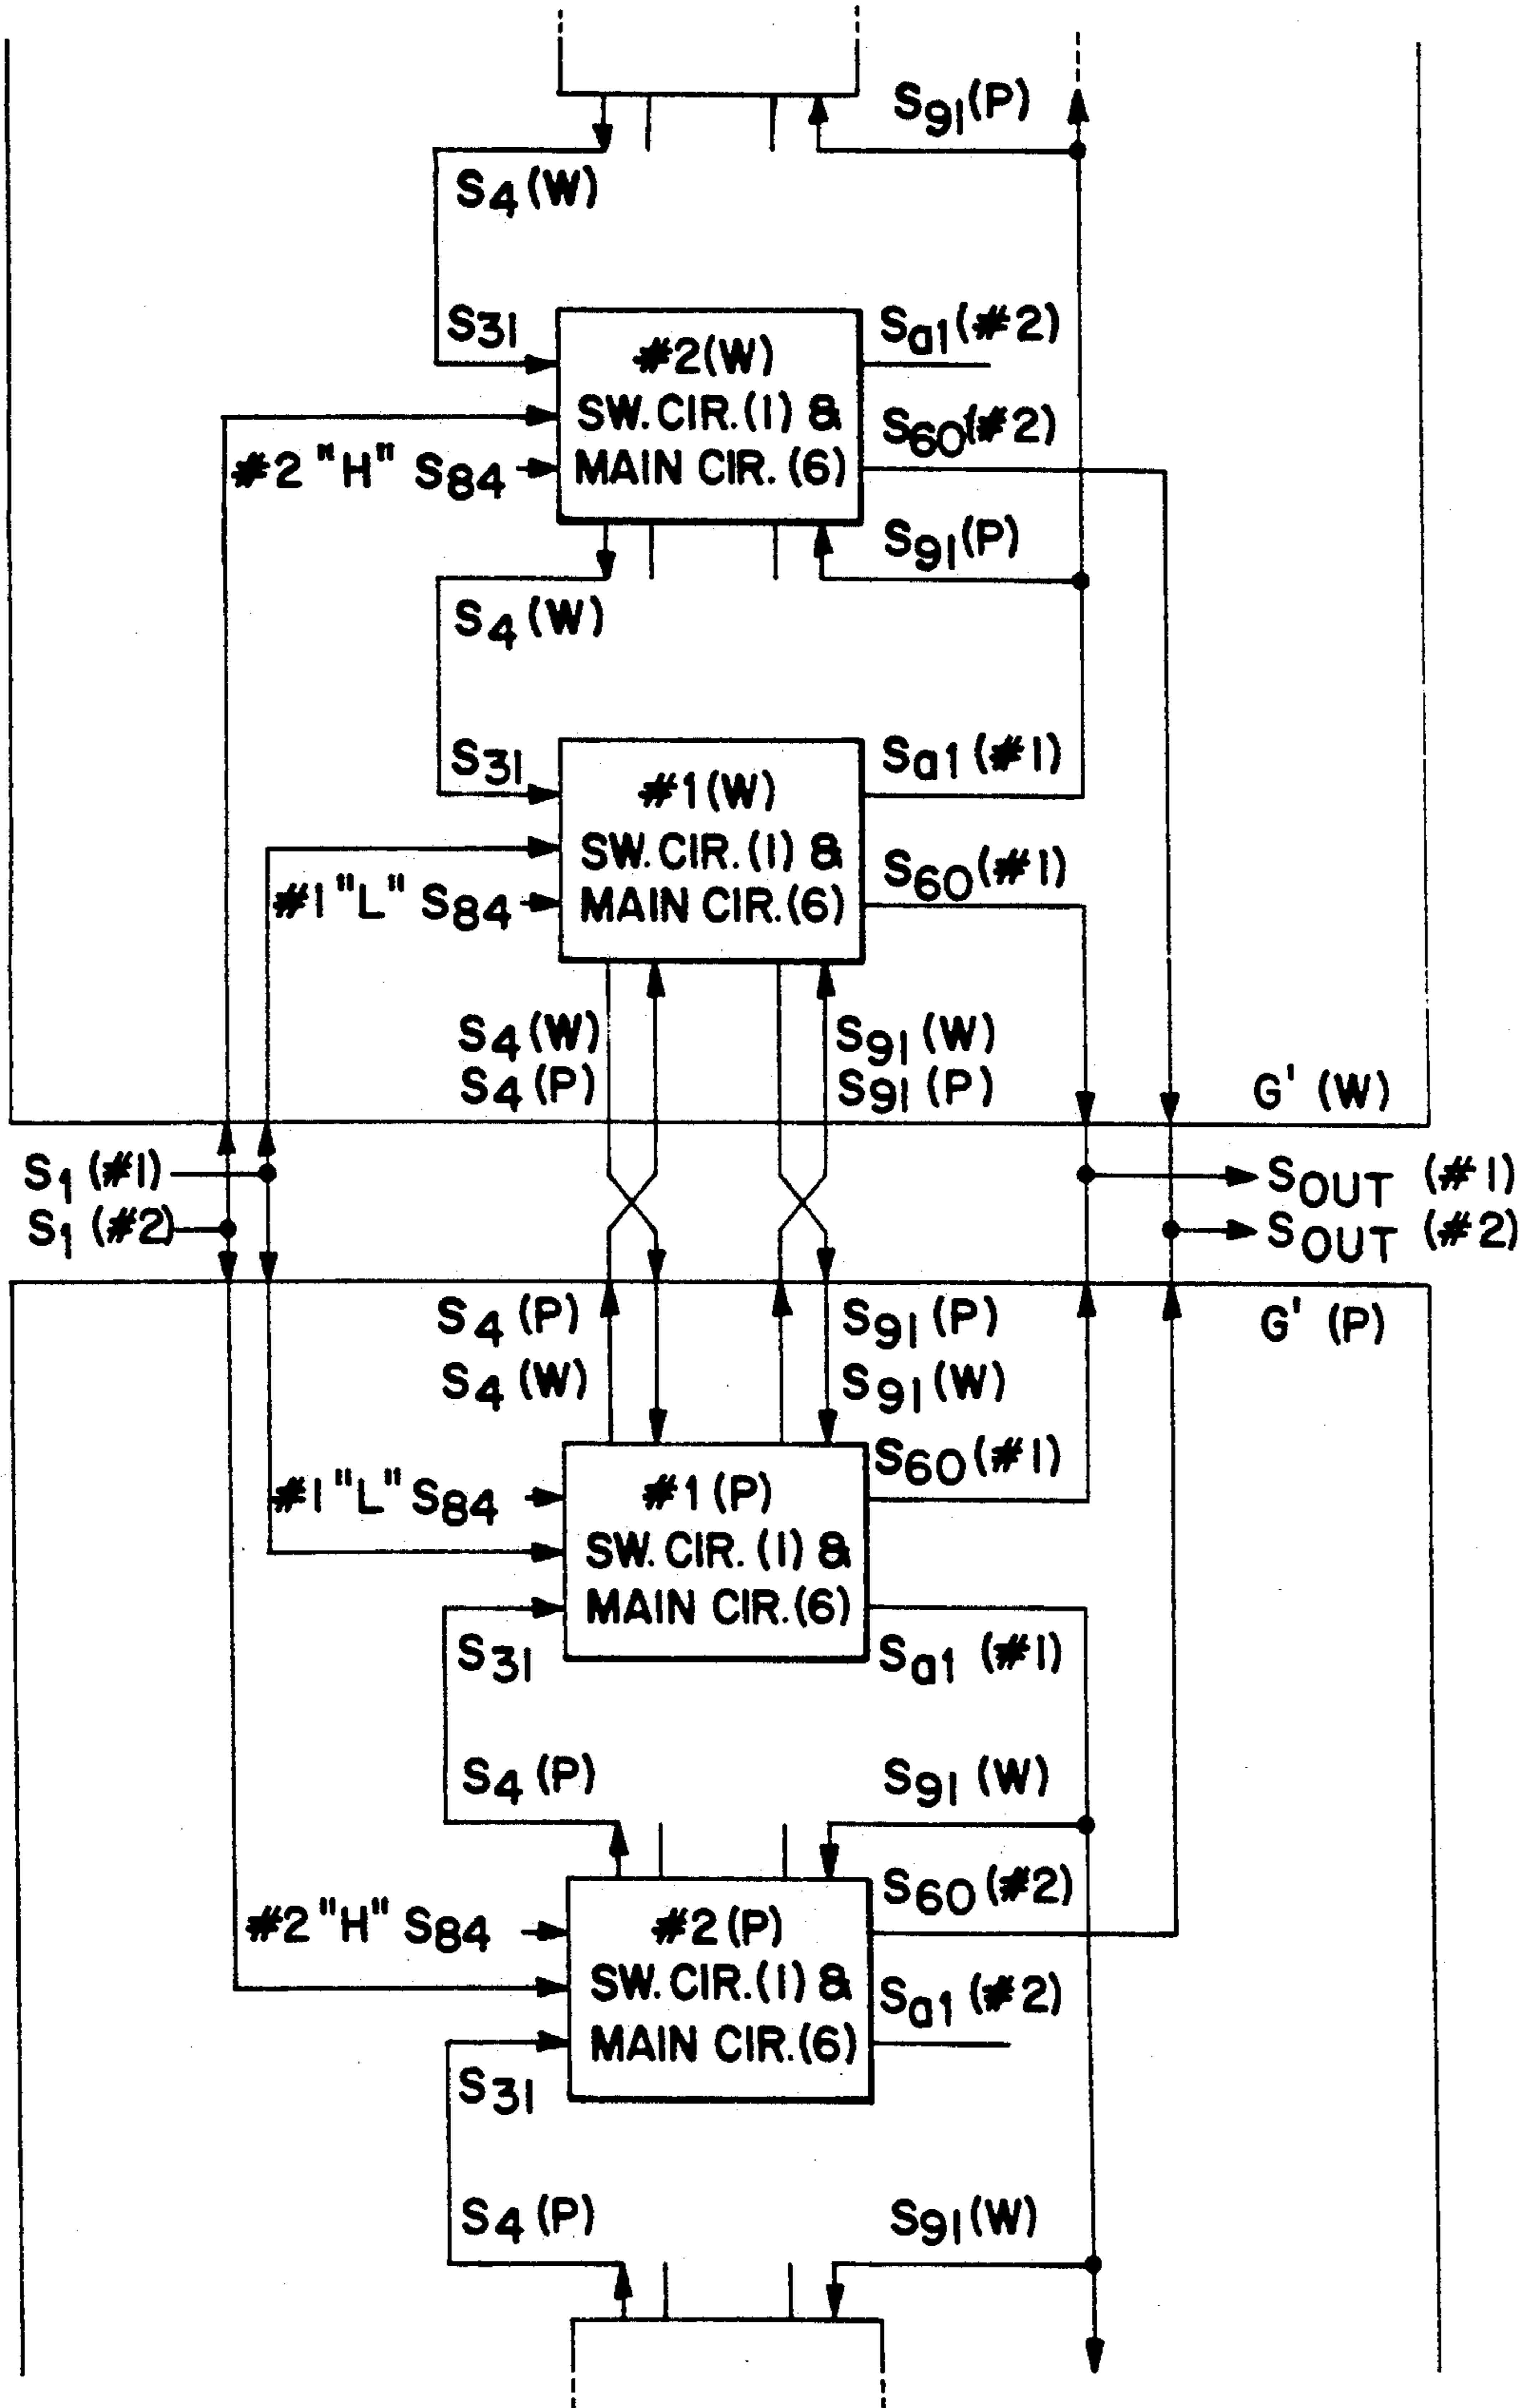 S91(P)
S4(W)
S31
#2(W)
SW. CIR.(1) &
MAIN CIR. (6)
Sa1(#2)
S60(#2)
#2 "H" S84
S91(P)
S4(W)
S31
#1(W)
SW. CIR.(1) &
MAIN CIR.(6)
Sa1(#1)
S60(#1)
#1 "L" S84
S4(W)
S4(P)
S91(W)
S91(P)
G'(W)
S1(#1)
S1(#2)
SOUT (#1)
SOUT (#2)
S4(P)
S4(W)
S91(P)
S91(W)
G'(P)
#1 "L" S84
#1(P)
SW. CIR. (1) &
MAIN CIR.(6)
S60(#1)
Sa1 (#1)
S31
S4(P)
S91(W)
#2 "H" S84
#2(P)
SW. CIR.(1) &
MAIN CIR.(6)
S60(#2)
Sa1(#2)
S31
S4(P)
S91(W)